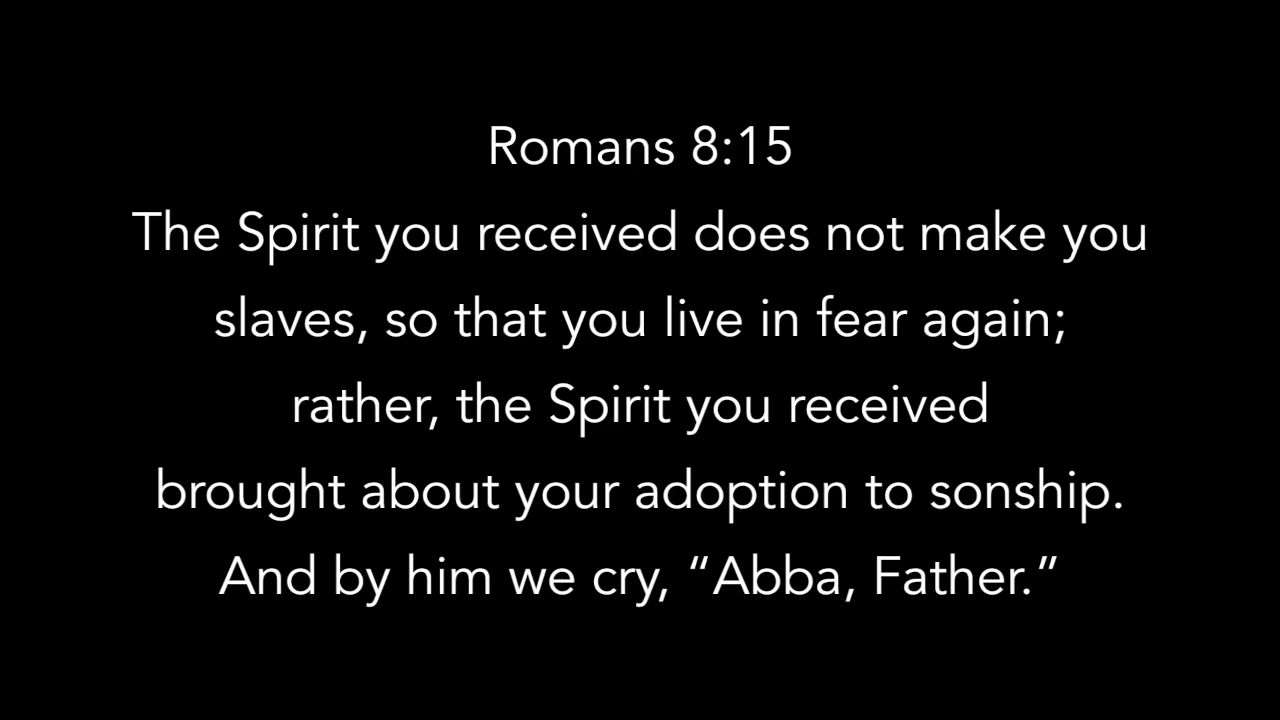 Romans 8:15
The Spirit you received does not make you
slaves, so that you live in fear again;
rather, the Spirit you received
brought about your adoption to sonship.
And by him we cry, “Abba, Father.”